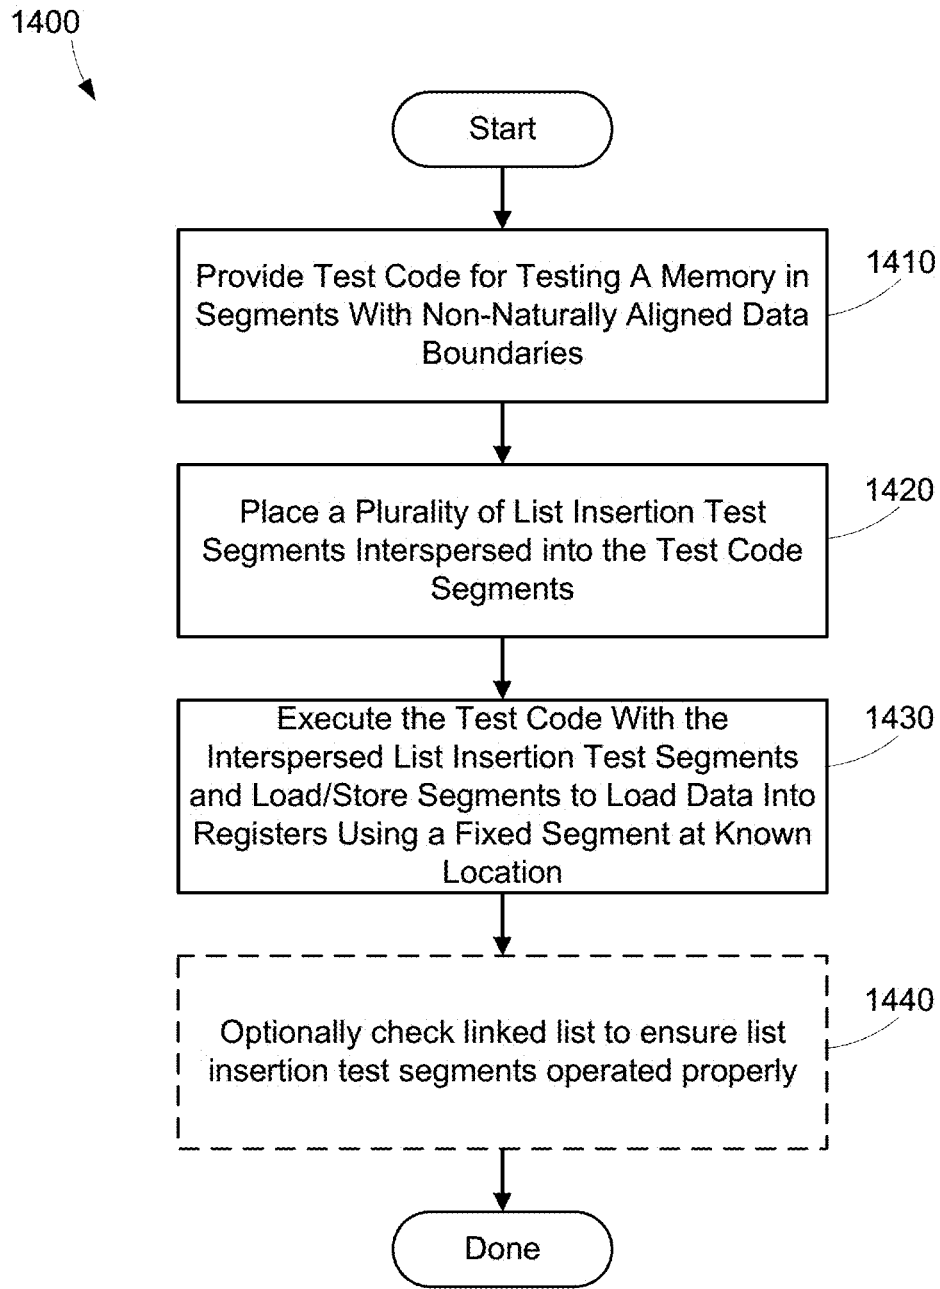 1400
Start
Provide Test Code for Testing A Memory in
Segments With Non-Naturally Aligned Data
Boundaries
1410
Place a Plurality of List Insertion Test
Segments Interspersed into the Test Code
Segments
1420
Execute the Test Code With the
Interspersed List Insertion Test Segments
and Load/Store Segments to Load Data Into
Registers Using a Fixed Segment at Known
Location
1430
Optionally check linked list to ensure list
insertion test segments operated properly
1440
Done